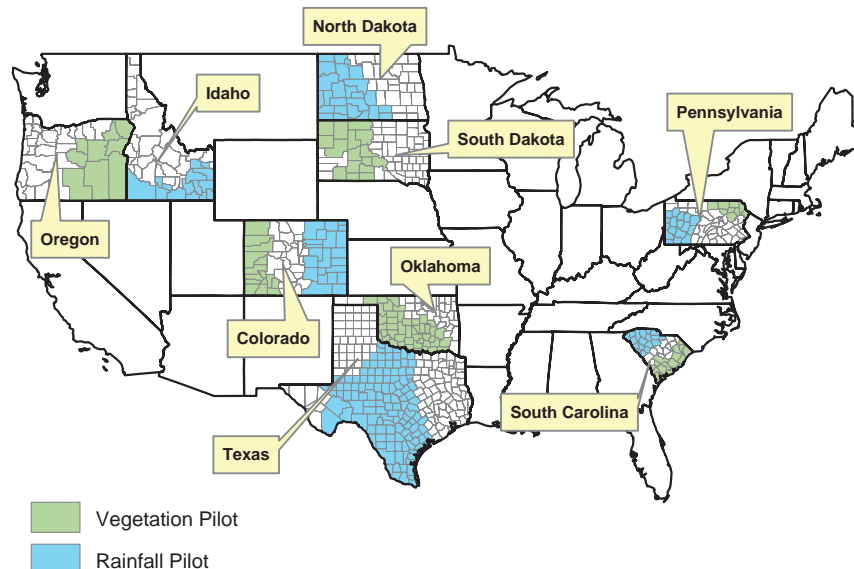 North Dakota
Idaho
Pennsylvania
South Dakota
Oregon
Oklahoma
Colorado
South Carolina
Texas
Vegetation Pilot
Rainfall Pilot